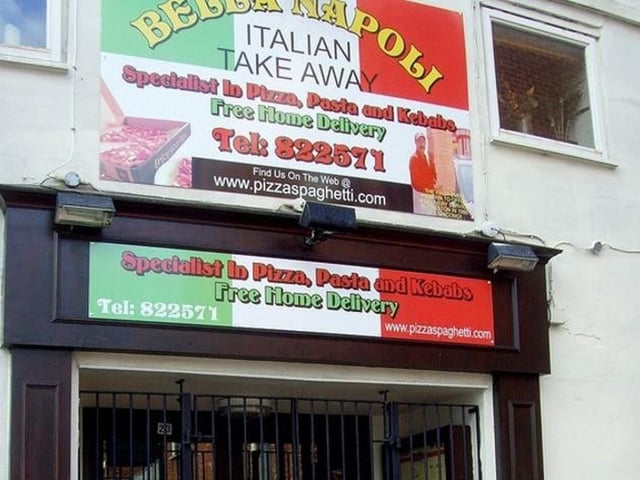 BELLA NAPOLI
ITALIAN
TAKE AWAY
Specialist In Pizza, Pasta and Kebabs
Free Home Delivery
Tel: 822571
Find Us On The Web @
www.pizzaspaghetti.com
Specialist In Pizza, Pasta and Kebabs
Free Home Delivery
Tel: 822571
www.pizzaspaghetti.com